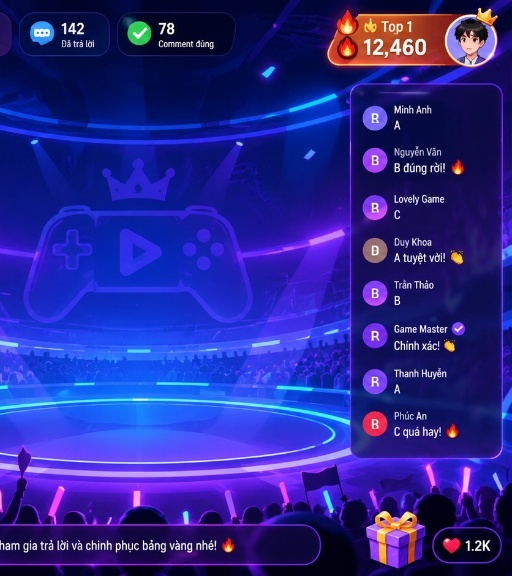 142
Đã trả lời
78
Comment đúng
Top 1
12,460
R
Minh Anh
A
B
Nguyễn Văn
B đúng rồi! 🔥
R
Lovely Game
C
D
Duy Khoa
A tuyệt vời! 👏
B
Trần Thảo
B
R
Game Master
Chính xác! 👏
R
Thanh Huyền
A
B
Phúc An
C quá hay! 🔥
ham gia trả lời và chinh phục bảng vàng nhé! 🔥
1.2K